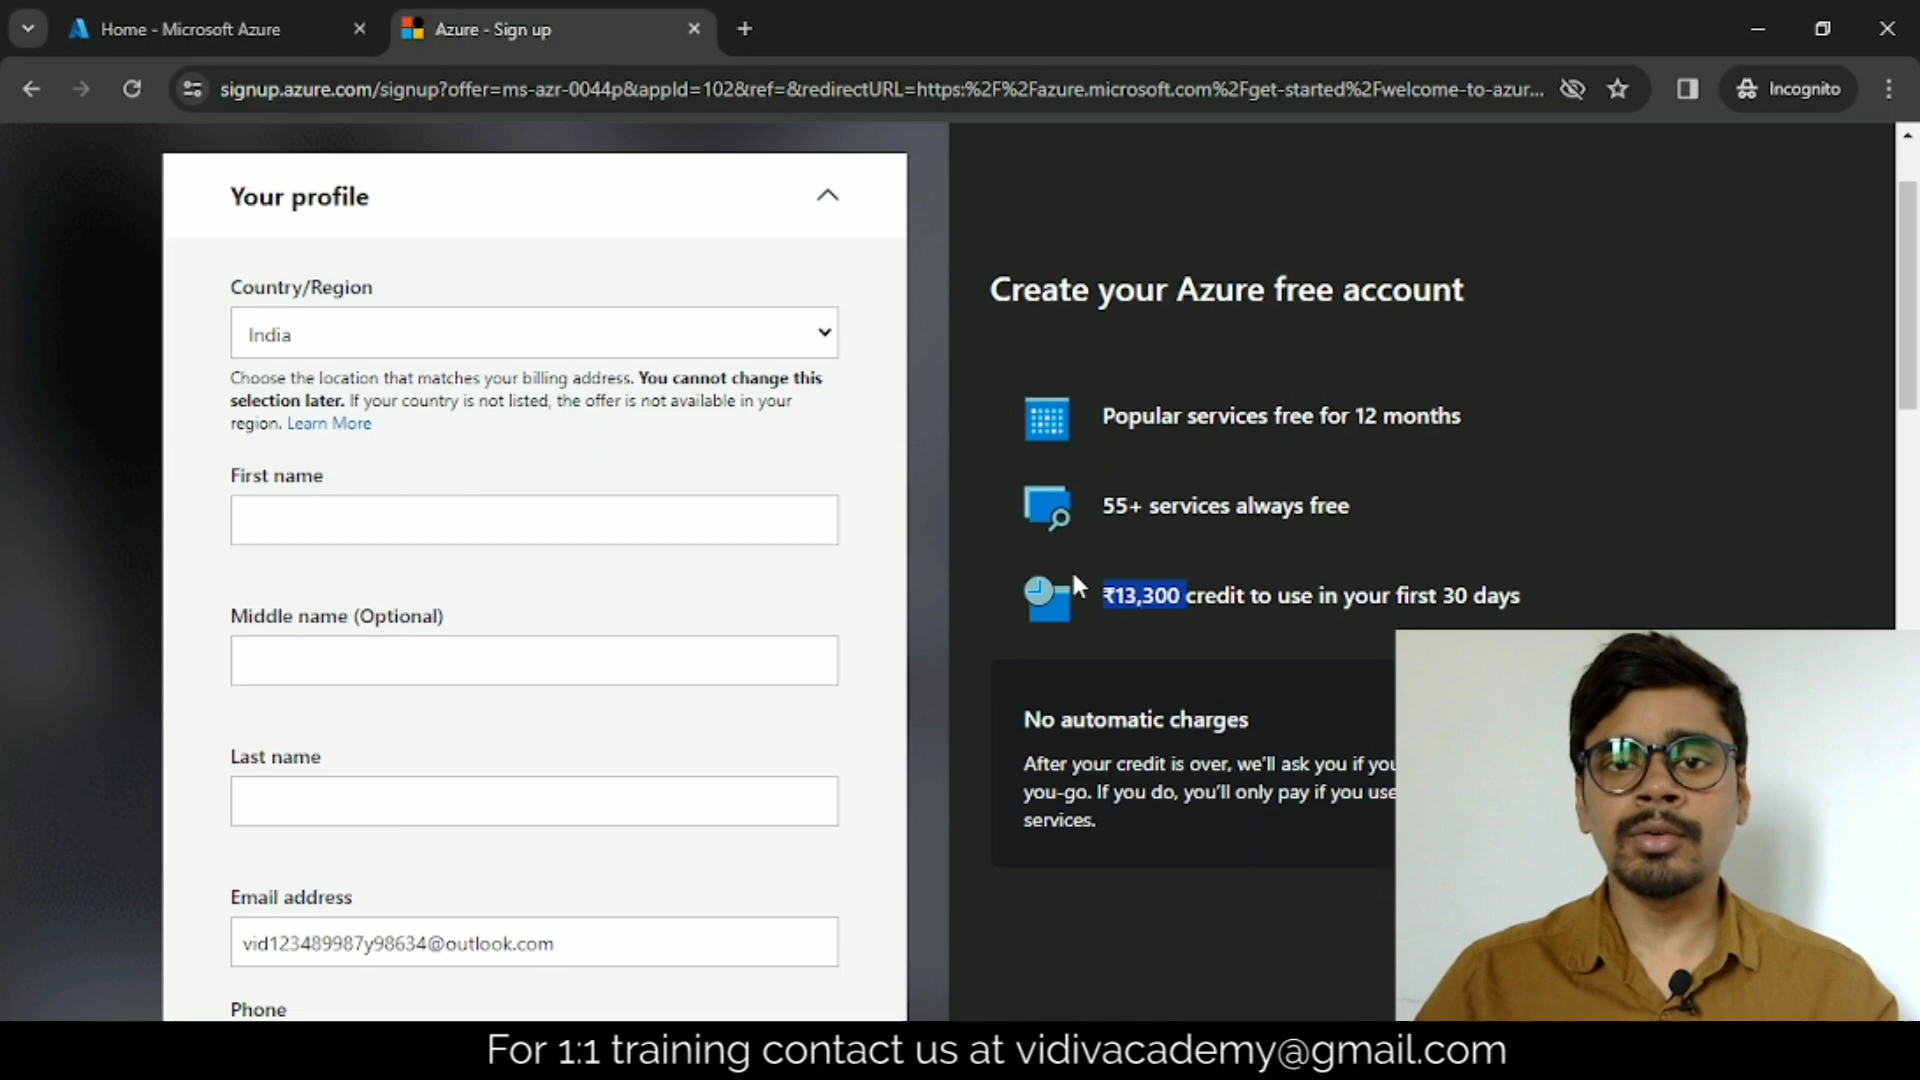 Home - Microsoft Azure
Azure - Sign up
signup.azure.com/signup?offer=ms-azr-0044p&appId=102&ref=&redirectURL=https:%2F%2Fazure.microsoft.com%2Fget-started%2Fwelcome-to-azur...
Incognito
Your profile
Country/Region
India
Choose the location that matches your billing address. You cannot change this
selection later. If your country is not listed, the offer is not available in your
region. Learn More
First name
Middle name (Optional)
Last name
Email address
vid123489987y98634@outlook.com
Phone
Create your Azure free account
Popular services free for 12 months
55+ services always free
₹13,300 credit to use in your first 30 days
No automatic charges
After your credit is over, we'll ask you if you
you-go. If you do, you'll only pay if you use
services.
For 1:1 training contact us at vidivacademy@gmail.com